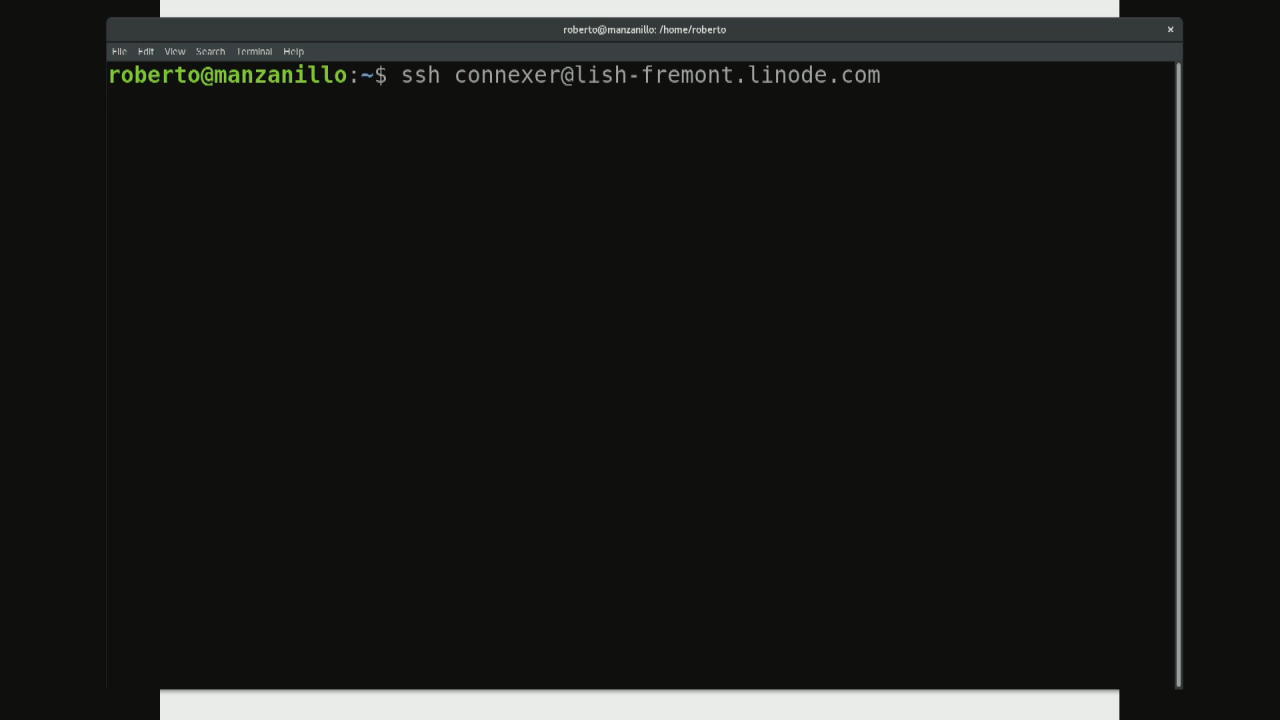 roberto@manzanillo: /home/roberto
×
File Edit View Search Terminal Help
roberto@manzanillo:~$ ssh connexer@lish-fremont.linode.com